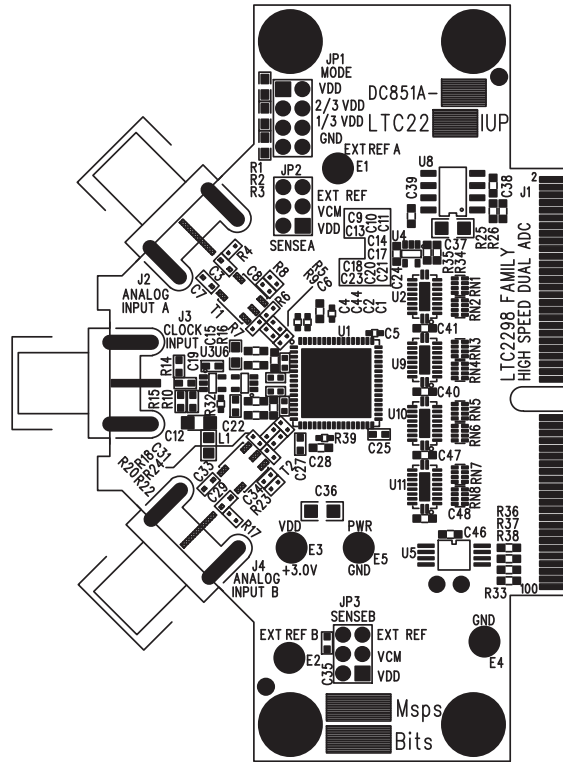 JP1
MODE
VDD
2/3 VDD
1/3 VDD
GND
DC851A-
LTC22 IUP
EXT REF A
E1
R1
R2
R3
JP2
EXT REF
VCM
VDD
SENSEA
U8
C39
C38
2
J1
C9
C13
C10
C11
C14
C17
C18
C23
C20
C21
U4
C24
C37
R25
R26
R35
R34
J2
ANALOG
INPUT A
C7
C3
R4
C8
R8
T1
R6
R5
R9
C6
C44
C4
C2
C1
U2
RN1
RN2
C41
LTC2298 FAMILY
HIGH SPEED DUAL ADC
J3
CLOCK
INPUT
R14
C19
C15
R16
U3
U6
U1
C5
U9
RN3
RN4
C40
R15
R10
R32
C12
L1
C22
R39
C27
C28
C25
U10
RN5
RN6
C47
R18
R20
R24
R22
C33
C29
C34
R23
T2
R17
U11
RN7
RN8
C48
C36
VDD
E3
+3.0V
PWR
E5
GND
U5
C46
R36
R37
R38
R33
100
J4
ANALOG
INPUT B
JP3
SENSEB
EXT REF B
E2
C35
EXT REF
VCM
VDD
GND
E4
Msps
Bits